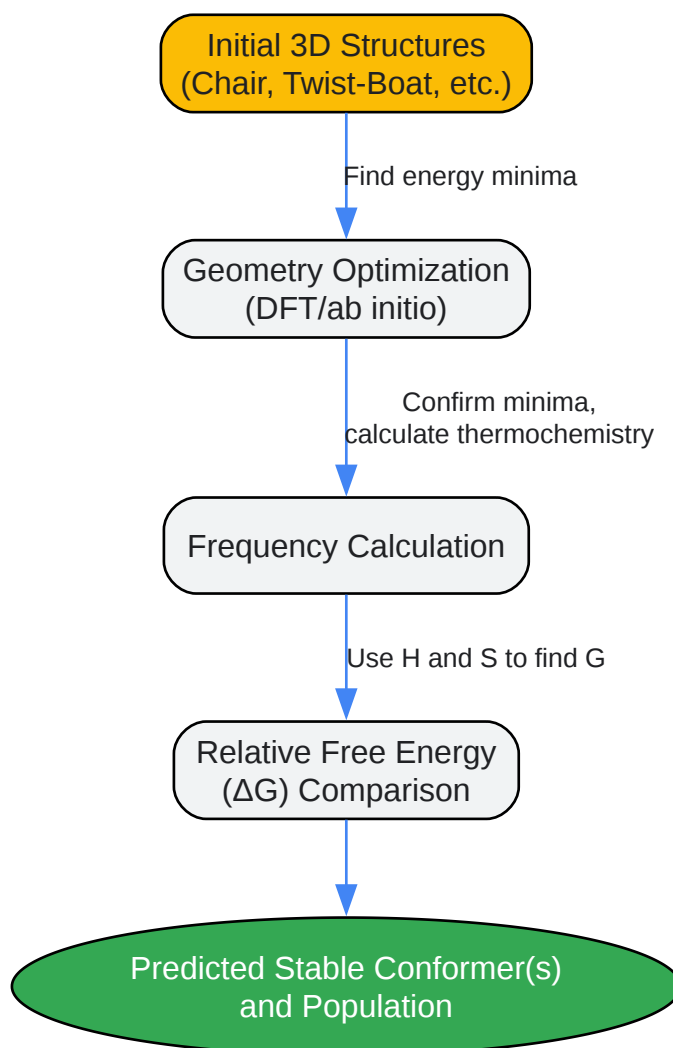 Initial 3D Structures
(Chair, Twist-Boat, etc.)
Find energy minima
Geometry Optimization
(DFT/ab initio)
Confirm minima,
calculate thermochemistry
Frequency Calculation
Use H and S to find G
Relative Free Energy
(ΔG) Comparison
Predicted Stable Conformer(s)
and Population